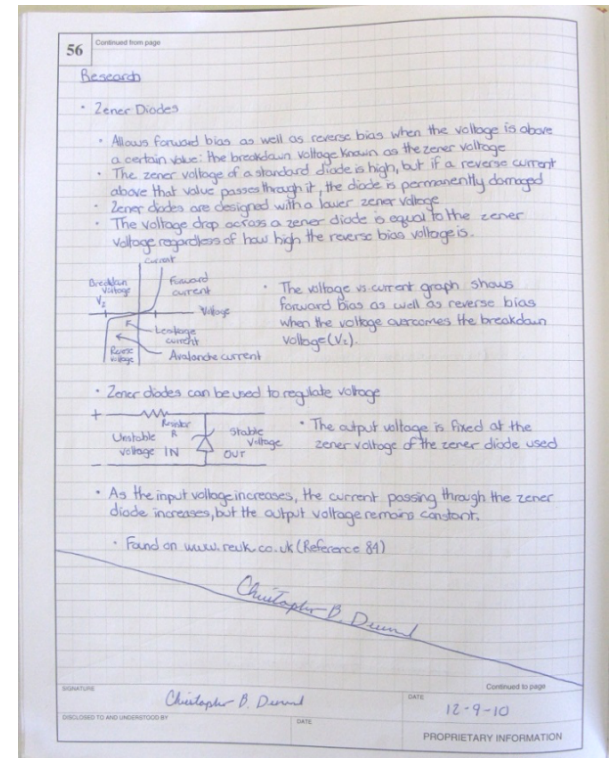 56
Continued from page
Research
• Zener Diodes
• Allows forward bias as well as reverse bias when the voltage is above
a certain value: the breakdown voltage known as the zener voltage
• The zener voltage of a standard diode is high, but if a reverse current
above that value passes through it, the diode is permanently damaged
• Zener diodes are designed with a lower zener voltage
• The voltage drop across a zener diode is equal to the zener
voltage regardless of how high the reverse bias voltage is.
Current
Breakdown
Voltage
Vz
Forward
current
Voltage
Leakage
current
Reverse
voltage
Avalanche current
• The voltage vs. current graph shows
forward bias as well as reverse bias
when the voltage overcomes the breakdown
voltage (Vz).
• Zener diodes can be used to regulate voltage
+
Resistor
R
Unstable
voltage IN
Stable
Voltage
OUT
-
• The output voltage is fixed at the
zener voltage of the zener diode used
• As the input voltage increases, the current passing through the zener
diode increases, but the output voltage remains constant.
• Found on www.reuk.co.uk (Reference 84)
Christopher B.
Continued to page
SIGNATURE
Christopher B.
DATE
12-9-10
DISCLOSED TO AND UNDERSTOOD BY
DATE
PROPRIETARY INFORMATION